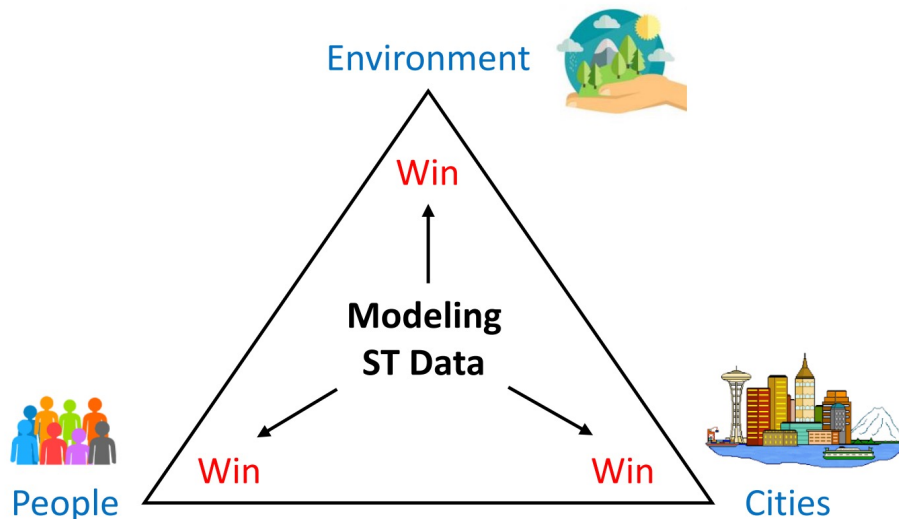 Environment
Win
Modeling
ST Data
Win
Win
People
Cities